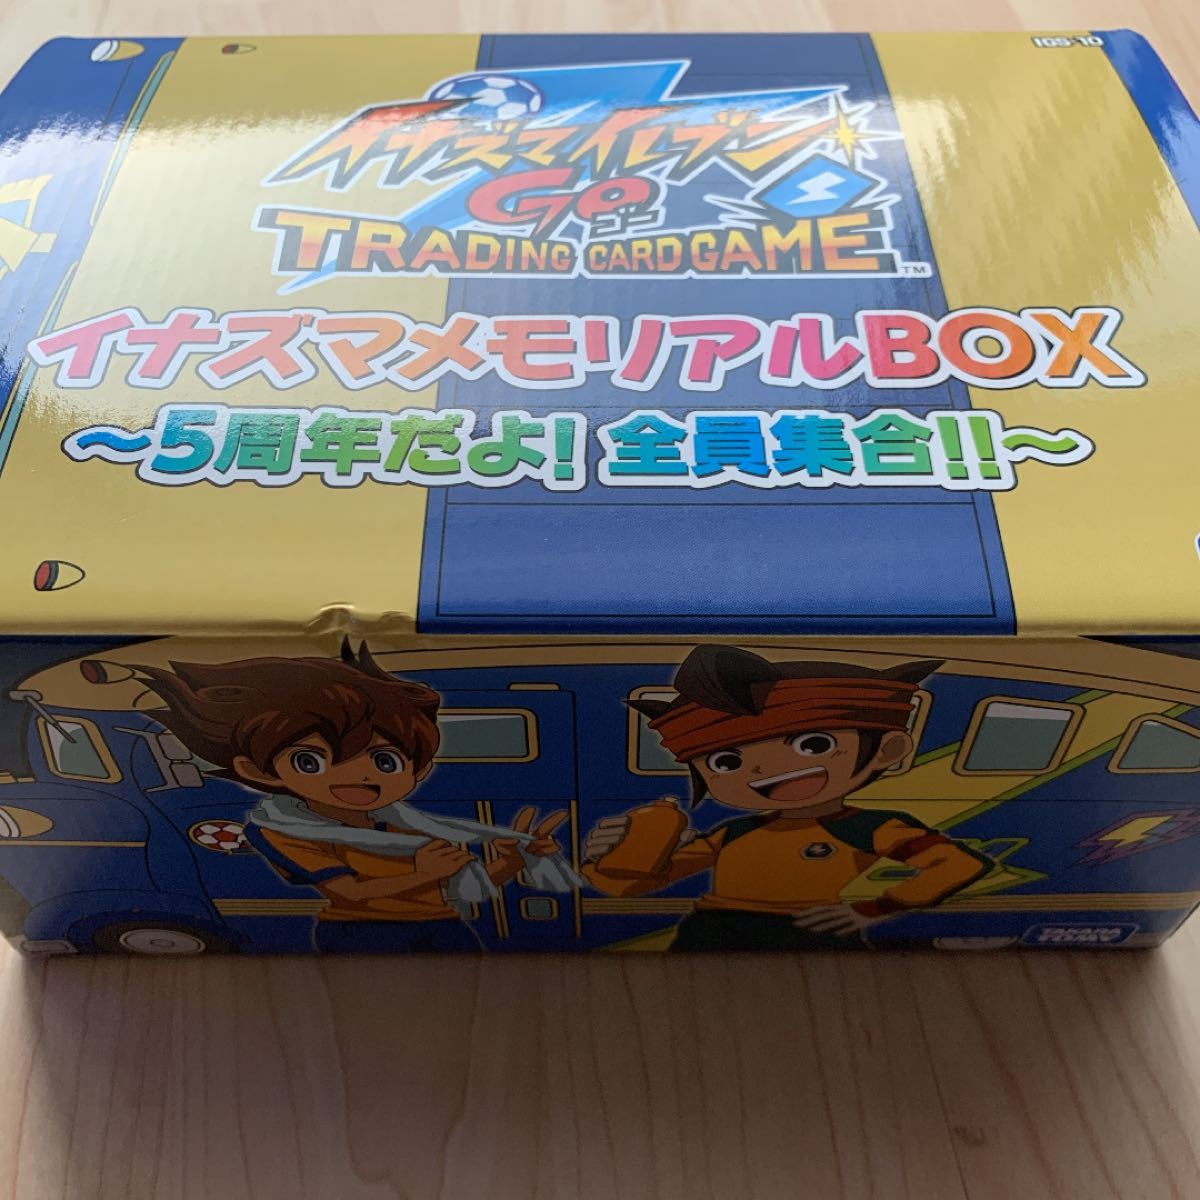 IGS-10
イナズマイレブン
GO
ゴー
TRADING CARD GAME™
イナズマメモリアルBOX
～5周年だよ！全員集合!!～
TAKARA
TOMY